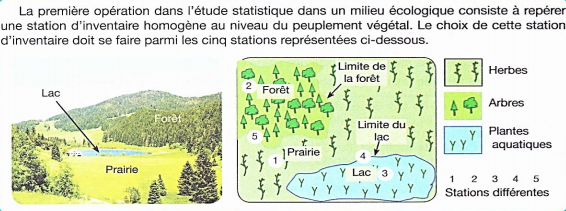 La première opération dans l'étude statistique dans un milieu écologique consiste à repérer
une station d'inventaire homogène au niveau du peuplement végétal. Le choix de cette station
d'inventaire doit se faire parmi les cinq stations représentées ci-dessous.
Lac
Forêt
Prairie
Limite de
la forêt
2
Forêt
5
Limite du
lac
1
Prairie
4
Lac
3
Herbes
Arbres
Plantes
aquatiques
1 2 3 4 5
Stations différentes